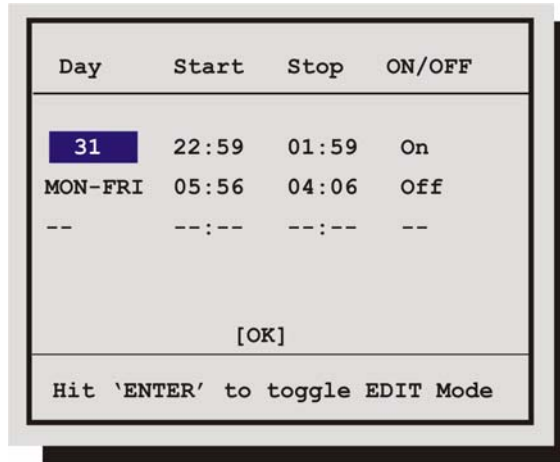 Day Start Stop ON/OFF
31 22:59 01:59 On
MON-FRI 05:56 04:06 Off
-- --:-- --:-- --
[OK]
Hit ‘ENTER’ to toggle EDIT Mode